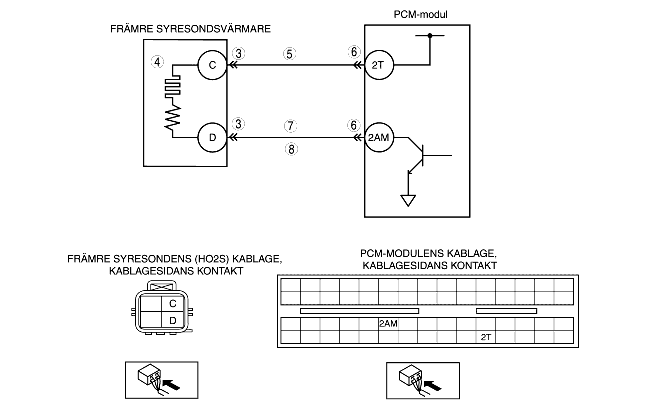 PCM-modul
FRÄMRE SYRESONDSVÄRMARE
4
C
3
5
6
2T
D
3
7
6
2AM
8
FRÄMRE SYRESONDENS (HO2S) KABLAGE,
KABLAGESIDANS KONTAKT
PCM-MODULENS KABLAGE,
KABLAGESIDANS KONTAKT
C
D
2AM
2T